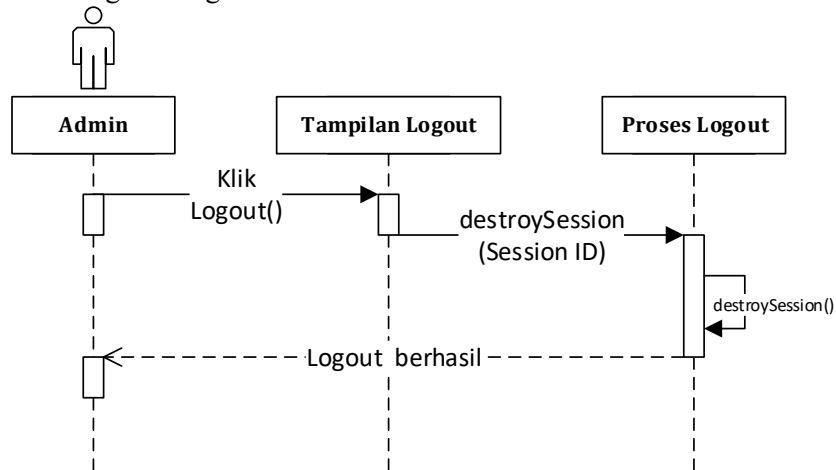 Admin
Tampilan Logout
Proses Logout
Klik
Logout()
destroySession
(Session ID)
destroySession()
Logout berhasil